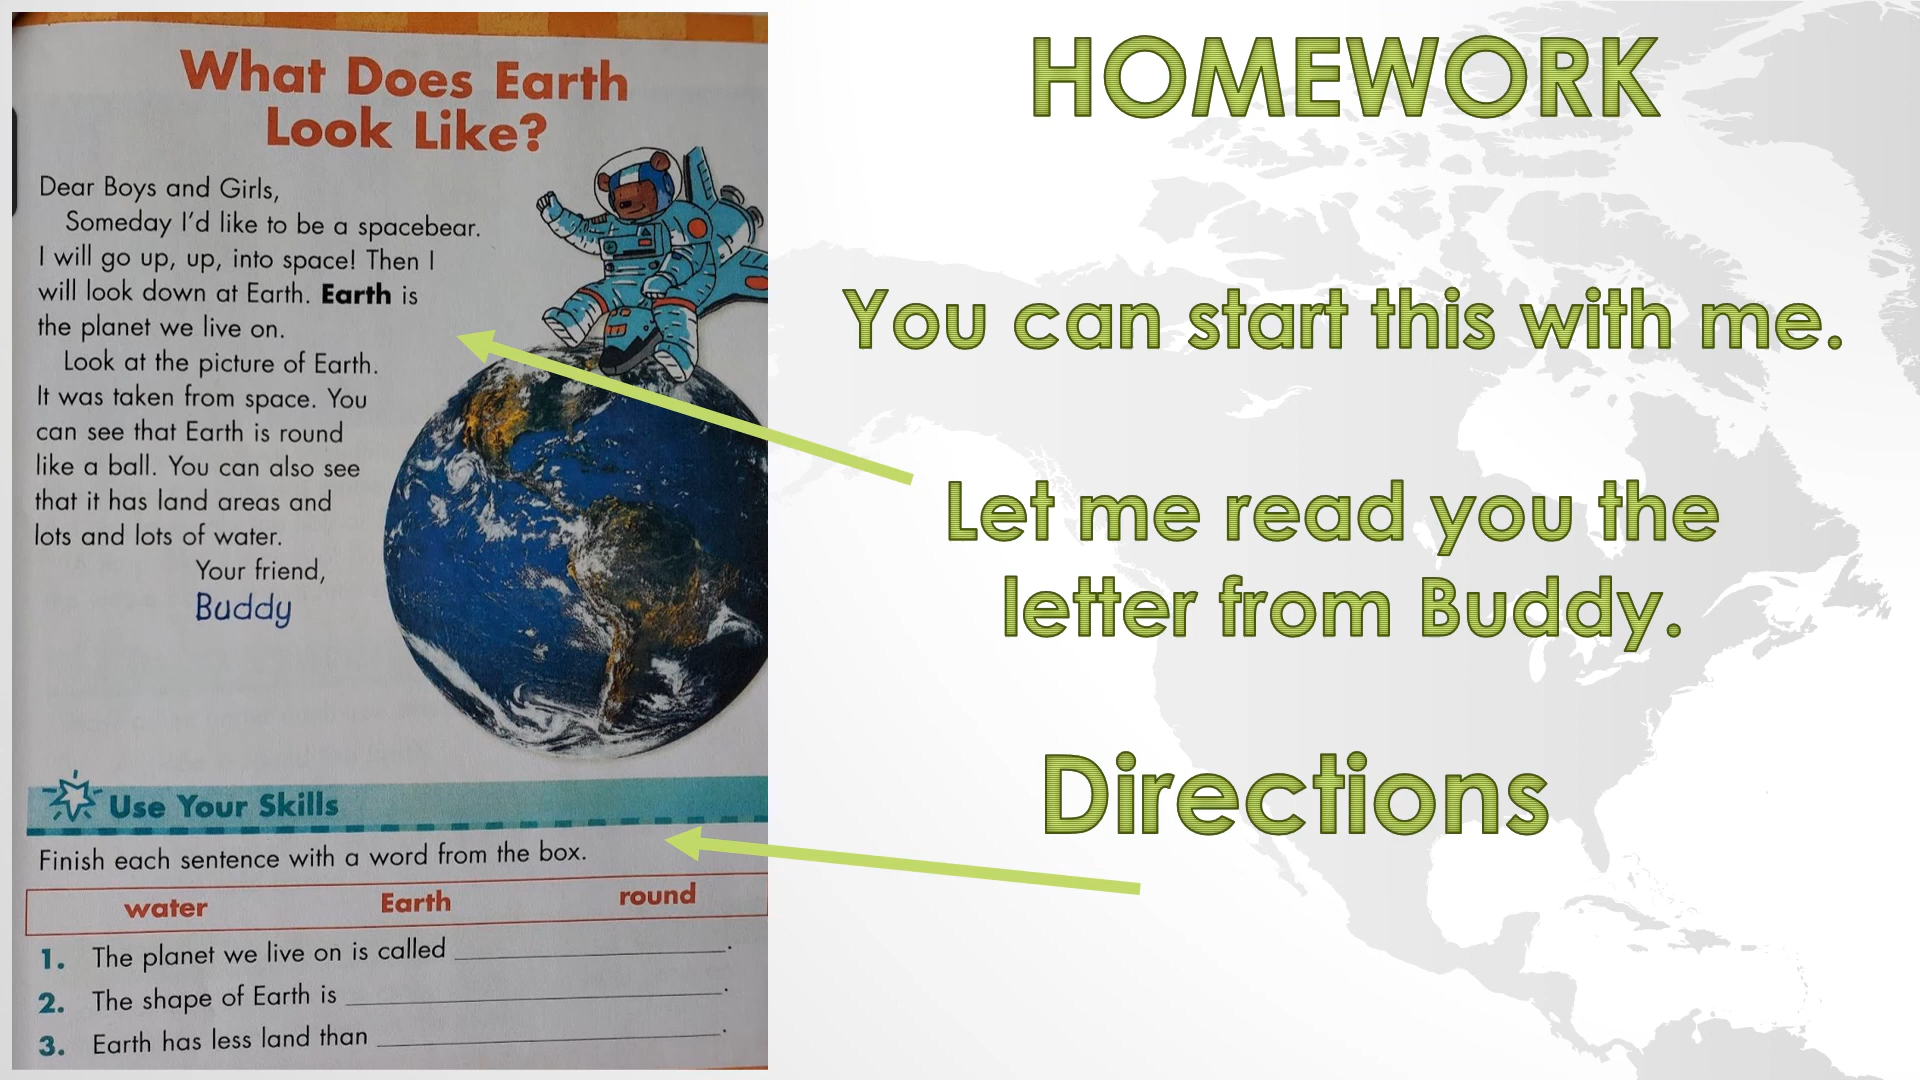 What Does Earth
Look Like?
Dear Boys and Girls,
Someday I'd like to be a spacebear.
I will go up, up, into space! Then I
will look down at Earth. Earth is
the planet we live on.
Look at the picture of Earth.
It was taken from space. You
can see that Earth is round
like a ball. You can also see
that it has land areas and
lots and lots of water.
Your friend,
Buddy
Use Your Skills
Finish each sentence with a word from the box.
water Earth round
1. The planet we live on is called ____________.
2. The shape of Earth is ____________.
3. Earth has less land than ____________.
HOMEWORK
You can start this with me.
Let me read you the
letter from Buddy.
Directions